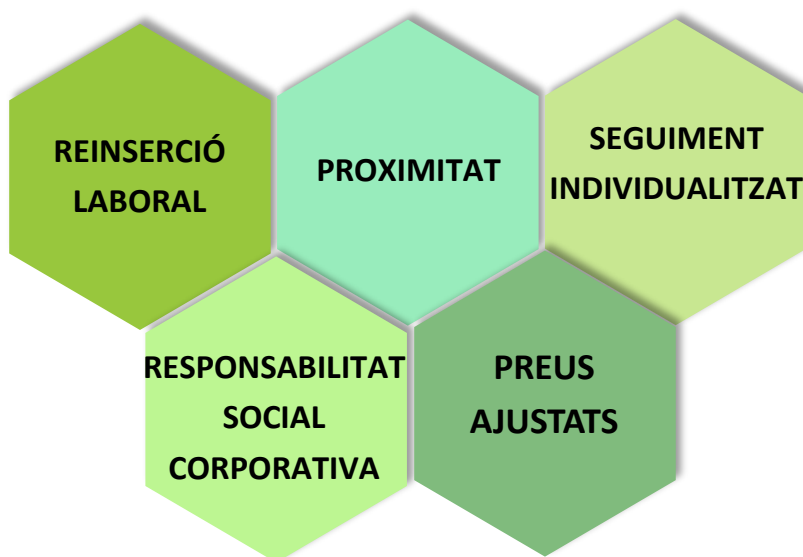 REINSERCIÓ
LABORAL
PROXIMITAT
SEGUIMENT
INDIVIDUALITZAT
RESPONSABILITAT
SOCIAL
CORPORATIVA
PREUS
AJUSTATS